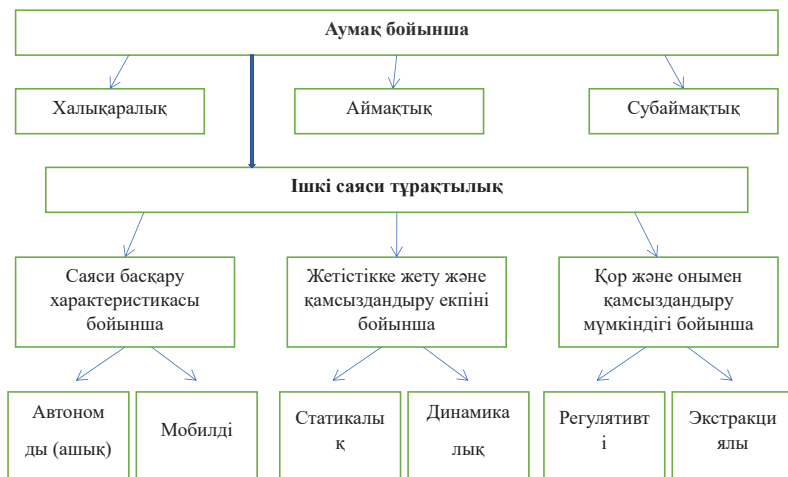 Аумақ бойынша
Халықаралық
Аймақтық
Субаймақтық
Ішкі саяси тұрақтылық
Саяси басқару
характеристикасы
бойынша
Жетістікке жету және
қамсыздандыру екпіні
бойынша
Қор және онымен
қамсыздандыру
мүмкіндігі бойынша
Автоном
ды (ашық)
Мобилді
Статикалы
қ
Динамика
лық
Регулятивт
і
Экстракци
ялы